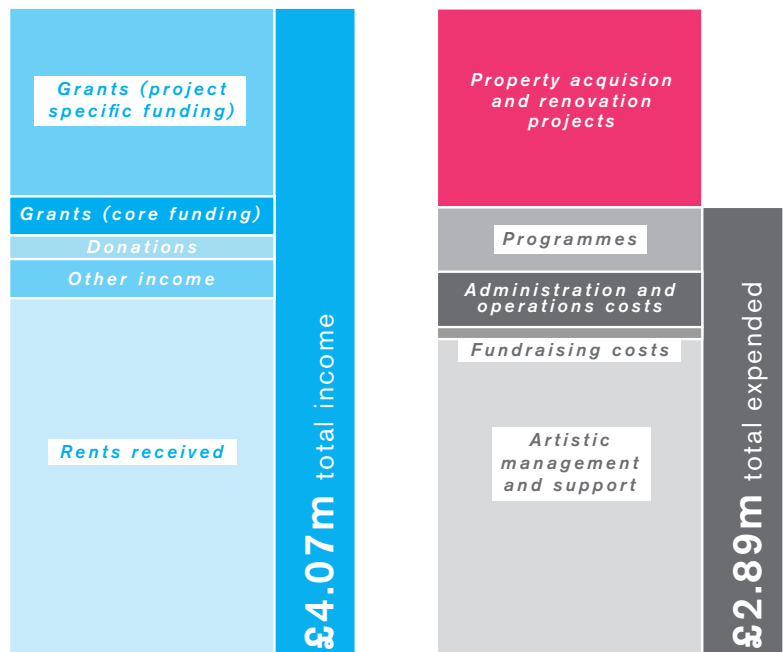 Grants (project
specific funding)
Grants (core funding)
Donations
Other income
Rents received
£4.07m total income
Property acquision
and renovation
projects
Programmes
Administration and
operations costs
Fundraising costs
Artistic
management
and support
£2.89m total expended